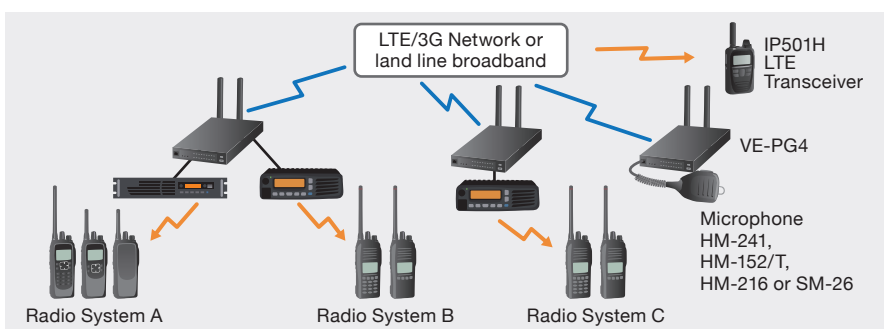 LTE/3G Network or
land line broadband
IP501H
LTE
Transceiver
VE-PG4
Microphone
HM-241,
HM-152/T,
HM-216 or SM-26
Radio System A
Radio System B
Radio System C